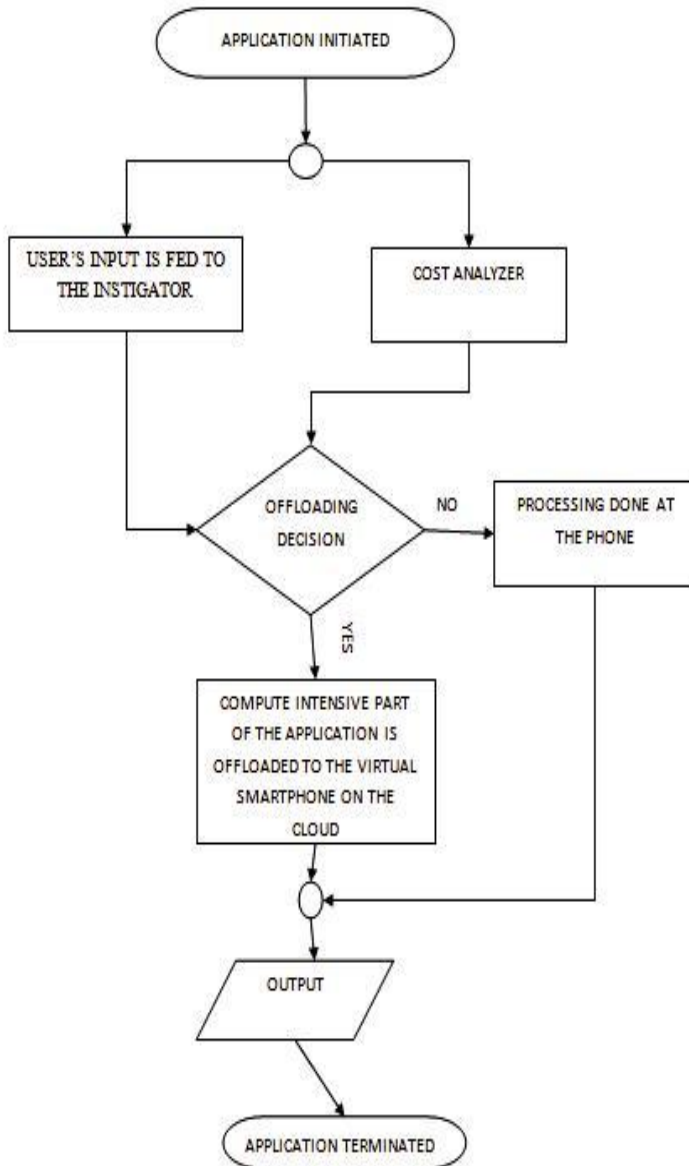 APPLICATION INITIATED
USER'S INPUT IS FED TO
THE INSTIGATOR
COST ANALYZER
OFFLOADING
DECISION
NO
PROCESSING DONE AT
THE PHONE
YES
COMPUTE INTENSIVE PART
OF THE APPLICATION IS
OFFLOADED TO THE VIRTUAL
SMARTPHONE ON THE
CLOUD
OUTPUT
APPLICATION TERMINATED